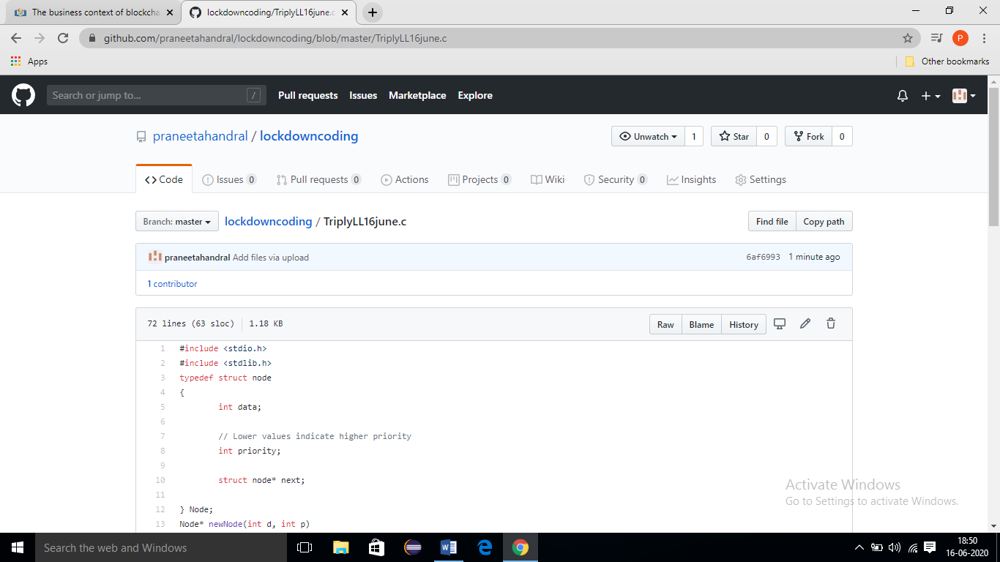 The business context of blockcha
lockdowncoding/TriplyLL16june.c
github.com/praneetahandral/lockdowncoding/blob/master/TriplyLL16june.c
P
Apps
Other bookmarks
Search or jump to...
/
Pull requests
Issues
Marketplace
Explore
praneetahandral / lockdowncoding
Unwatch 1
Star 0
Fork 0
Code
Issues 0
Pull requests 0
Actions
Projects 0
Wiki
Security 0
Insights
Settings
Branch: master
lockdowncoding / TriplyLL16june.c
Find file
Copy path
praneetahandral Add files via upload
6af6993 1 minute ago
1 contributor
72 lines (63 sloc) 1.18 KB
Raw
Blame
History
1 #include <stdio.h>
2 #include <stdlib.h>
3 typedef struct node
4 {
5 int data;
6
7 // Lower values indicate higher priority
8 int priority;
9
10 struct node* next;
11
12 } Node;
13 Node* newNode(int d, int p)
Activate Windows
Go to Settings to activate Windows.
Search the web and Windows
18:50
16-06-2020